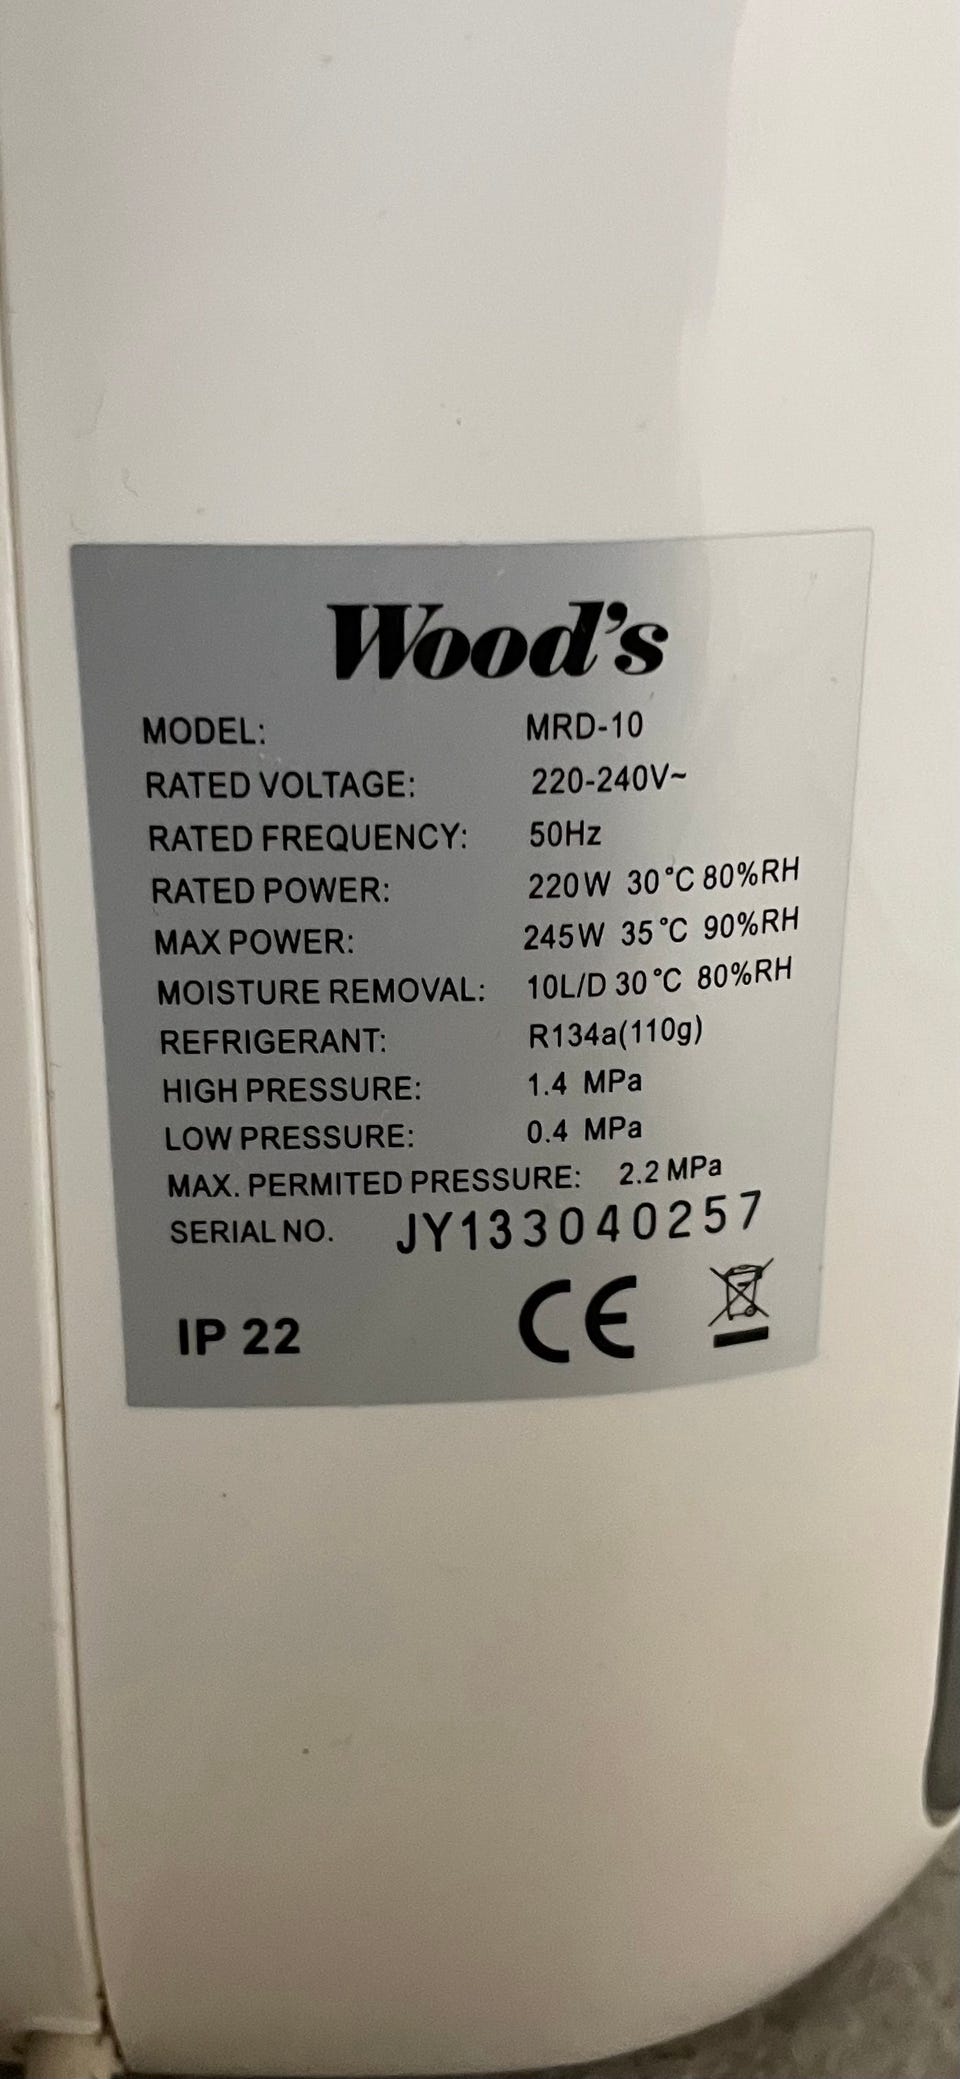 Wood's
MODEL: MRD-10
RATED VOLTAGE: 220-240V~
RATED FREQUENCY: 50Hz
RATED POWER: 220W 30°C 80%RH
MAX POWER: 245W 35°C 90%RH
MOISTURE REMOVAL: 10L/D 30°C 80%RH
REFRIGERANT: R134a(110g)
HIGH PRESSURE: 1.4 MPa
LOW PRESSURE: 0.4 MPa
MAX. PERMITED PRESSURE: 2.2 MPa
SERIAL NO. JY133040257
IP 22 CE